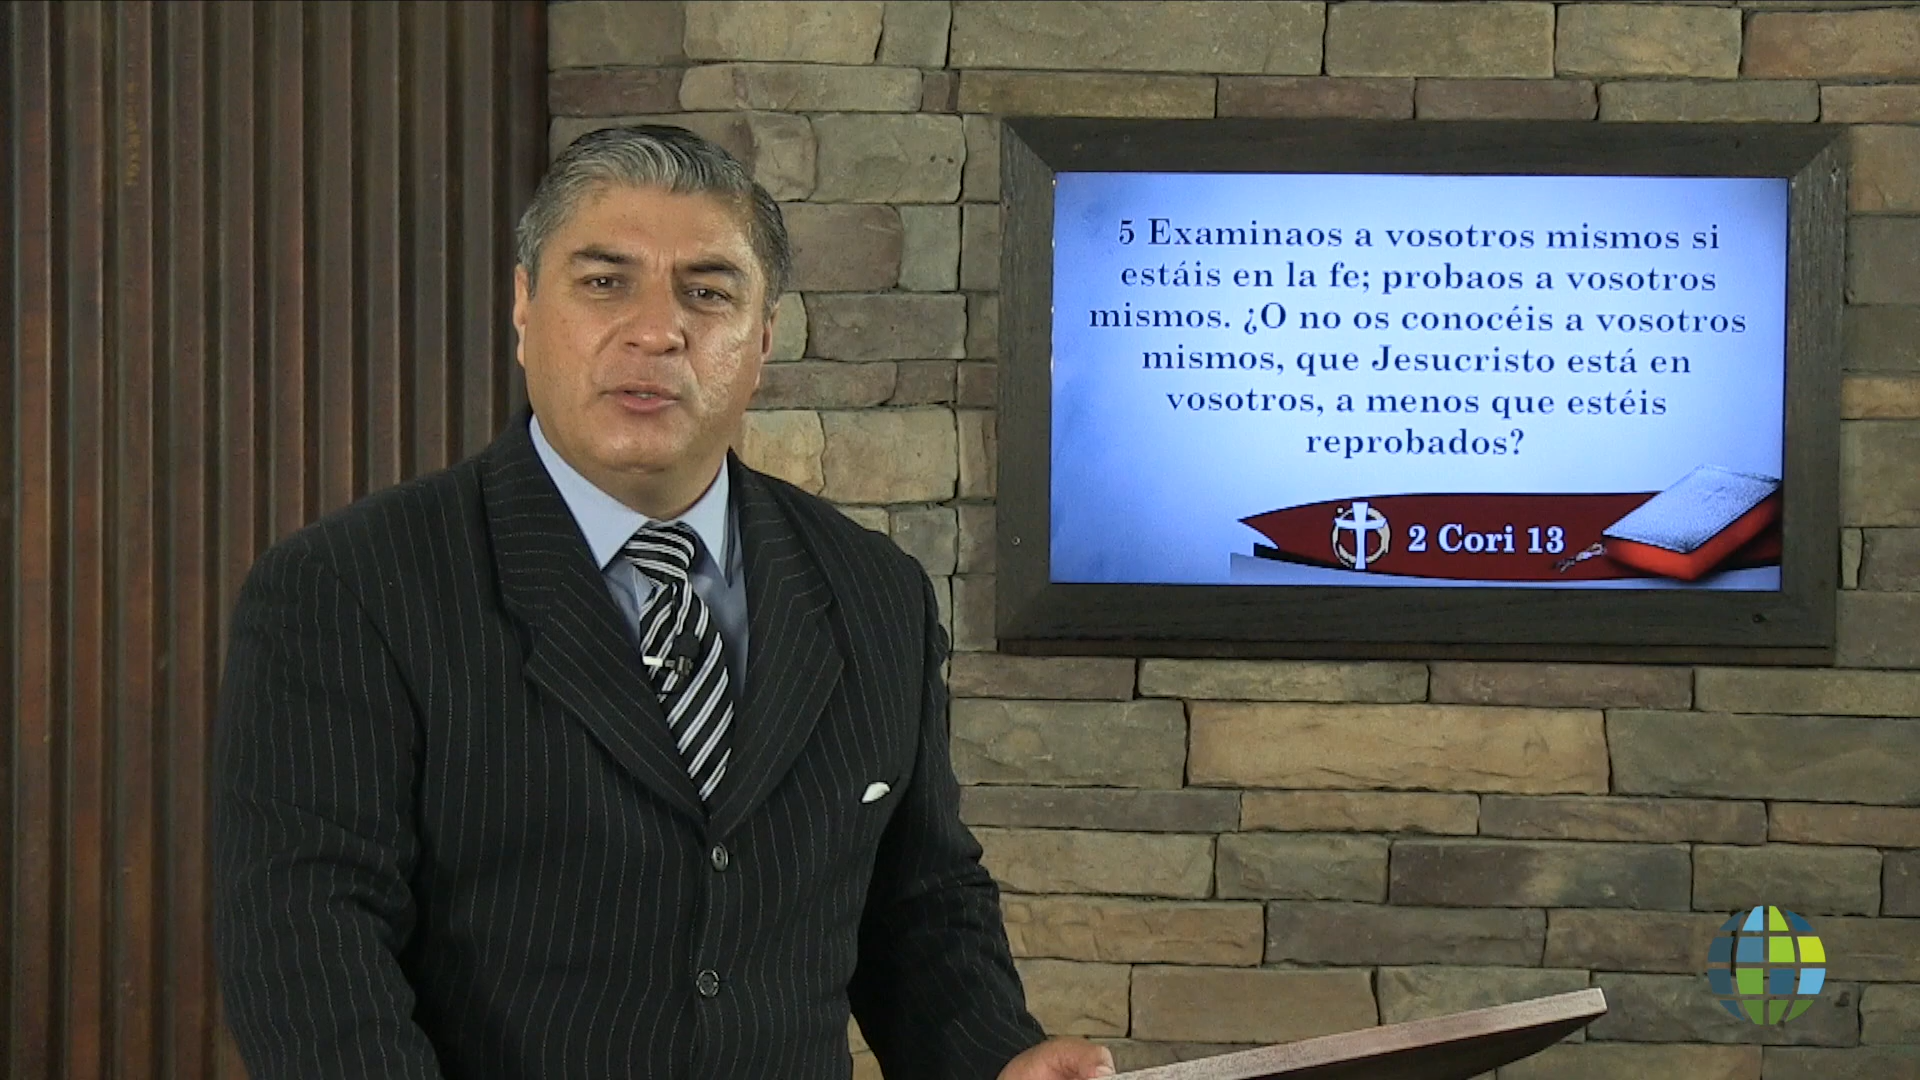 5 Examinaos a vosotros mismos si
estáis en la fe; probaos a vosotros
mismos. ¿O no os conocéis a vosotros
mismos, que Jesucristo está en
vosotros, a menos que estéis
reprobados?
2 Cori 13